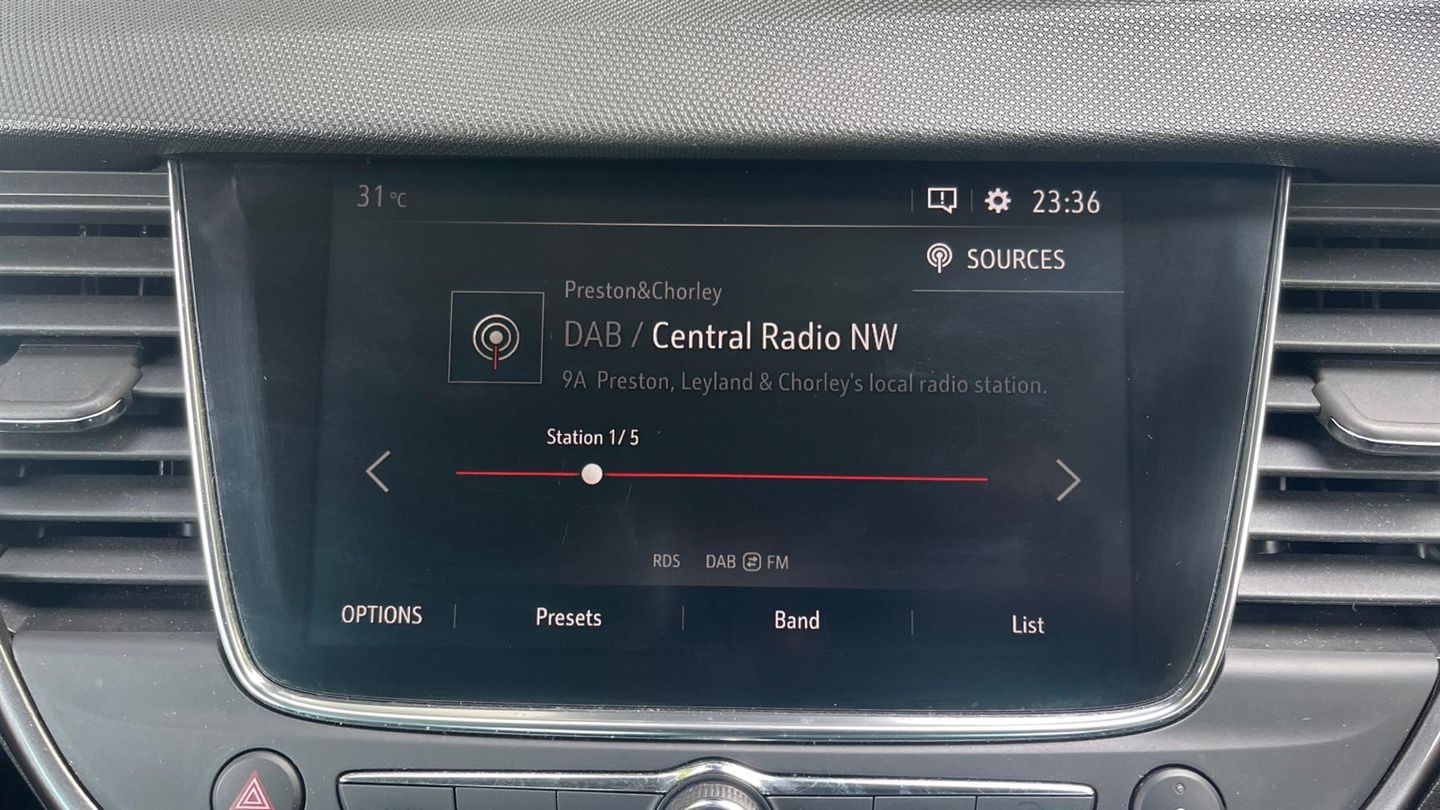 31 °C
23:36
SOURCES
Preston&Chorley
DAB / Central Radio NW
9A Preston, Leyland & Chorley's local radio station.
Station 1/ 5
RDS DAB FM
OPTIONS Presets Band List